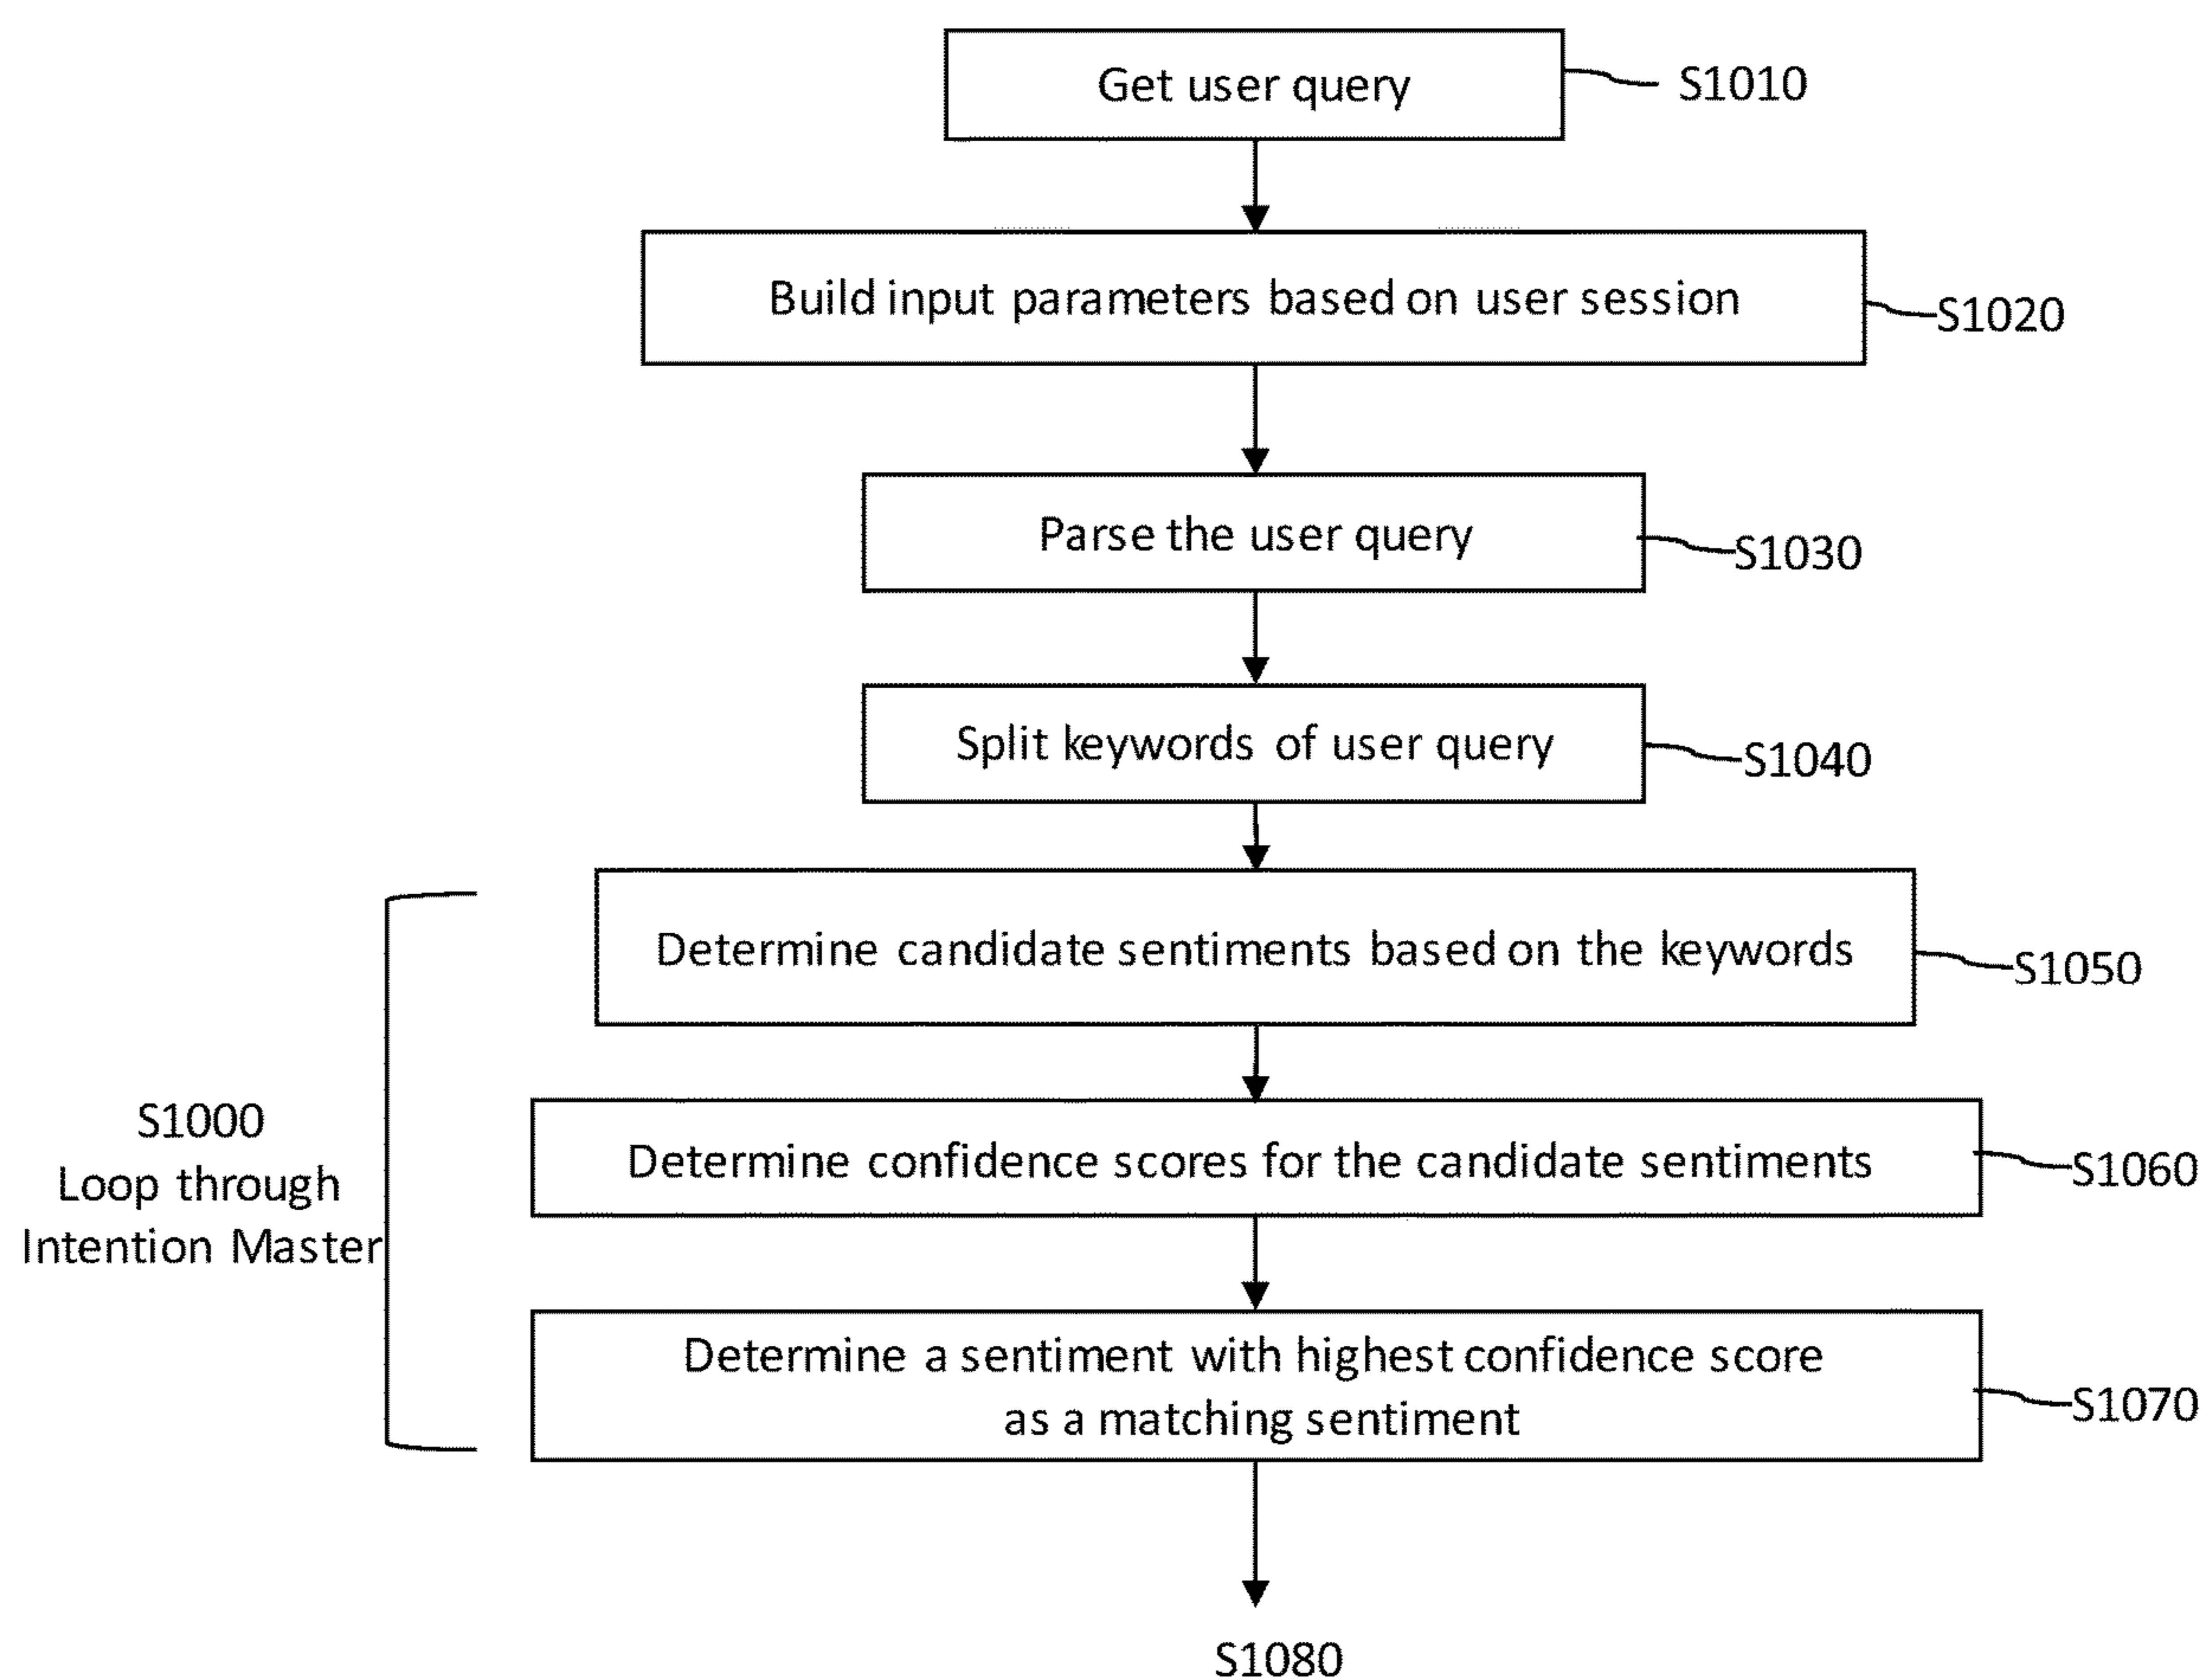 Get user query
S1010
Build input parameters based on user session
S1020
Parse the user query
S1030
Split keywords of user query
S1040
Determine candidate sentiments based on the keywords
S1050
S1000
Loop through
Intention Master
Determine confidence scores for the candidate sentiments
S1060
Determine a sentiment with highest confidence score
as a matching sentiment
S1070
S1080